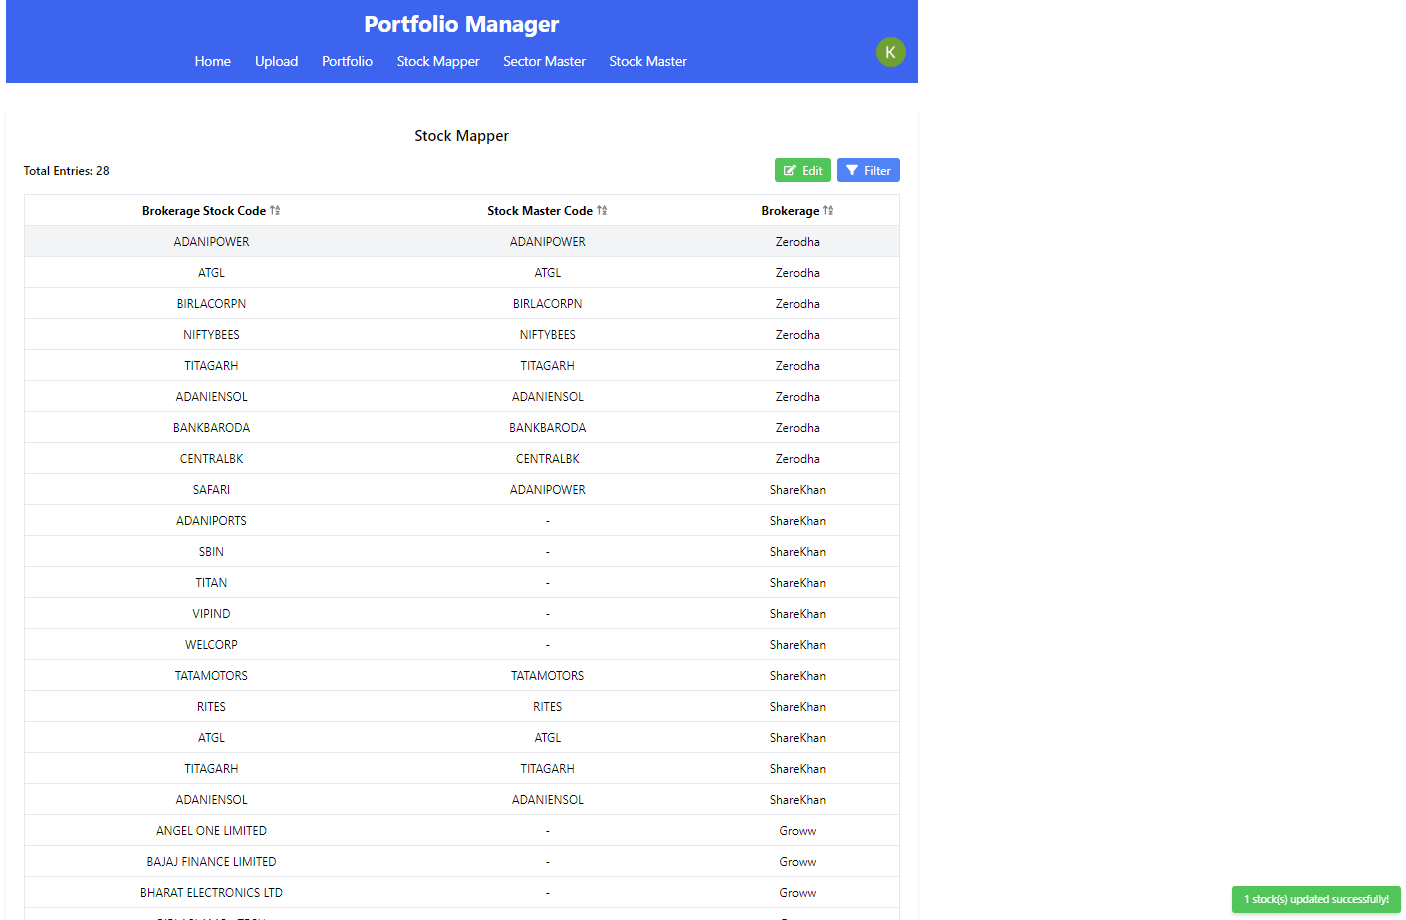 Portfolio Manager
Home Upload Portfolio Stock Mapper Sector Master Stock Master
K
Stock Mapper
Total Entries: 28 Edit Filter
Brokerage Stock Code Stock Master Code Brokerage
ADANIPOWER ADANIPOWER Zerodha
ATGL ATGL Zerodha
BIRLACORPN BIRLACORPN Zerodha
NIFTYBEES NIFTYBEES Zerodha
TITAGARH TITAGARH Zerodha
ADANIENSOL ADANIENSOL Zerodha
BANKBARODA BANKBARODA Zerodha
CENTRALBK CENTRALBK Zerodha
SAFARI ADANIPOWER ShareKhan
ADANIPORTS - ShareKhan
SBIN - ShareKhan
TITAN - ShareKhan
VIPIND - ShareKhan
WELCORP - ShareKhan
TATAMOTORS TATAMOTORS ShareKhan
RITES RITES ShareKhan
ATGL ATGL ShareKhan
TITAGARH TITAGARH ShareKhan
ADANIENSOL ADANIENSOL ShareKhan
ANGEL ONE LIMITED - Groww
BAJAJ FINANCE LIMITED - Groww
BHARAT ELECTRONICS LTD - Groww
1 stock(s) updated successfully!